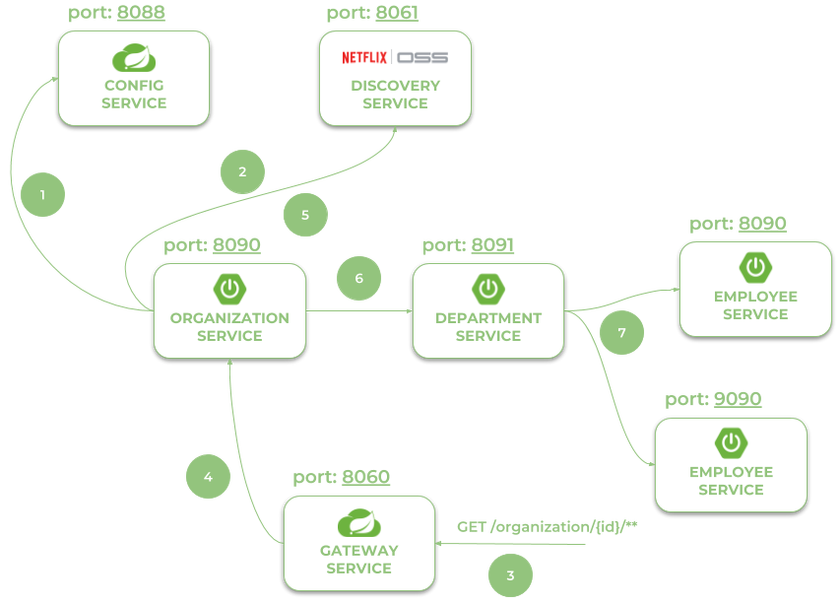 port: 8088
CONFIG
SERVICE
port: 8061
NETFLIX OSS
DISCOVERY
SERVICE
1
2
5
port: 8090
ORGANIZATION
SERVICE
6
port: 8091
DEPARTMENT
SERVICE
port: 8090
EMPLOYEE
SERVICE
7
port: 9090
EMPLOYEE
SERVICE
4
port: 8060
GATEWAY
SERVICE
GET /organization/{id}/**
3